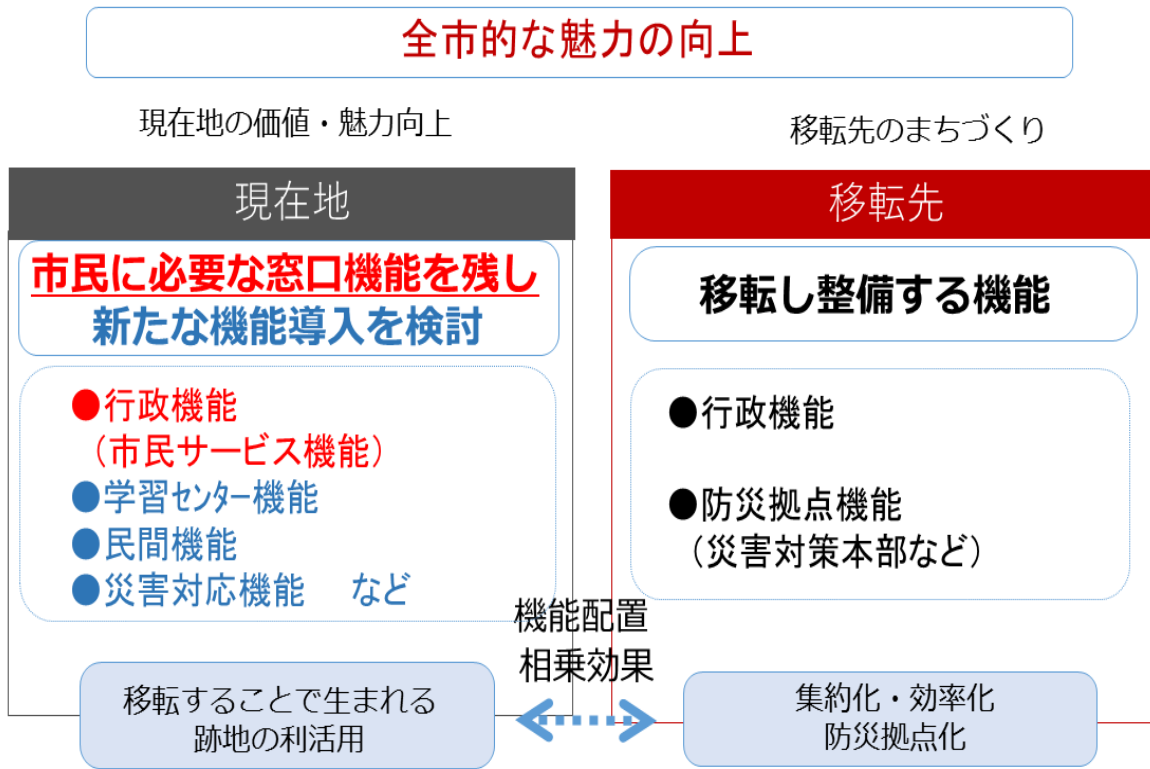 全市的な魅力の向上
現在地の価値・魅力向上
移転先のまちづくり
現在地
市民に必要な窓口機能を残し
新たな機能導入を検討
●行政機能
（市民サービス機能）
●学習センター機能
●民間機能
●災害対応機能　など
移転することで生まれる
跡地の利活用
移転先
移転し整備する機能
●行政機能
●防災拠点機能
（災害対策本部など）
機能配置
相乗効果
集約化・効率化
防災拠点化